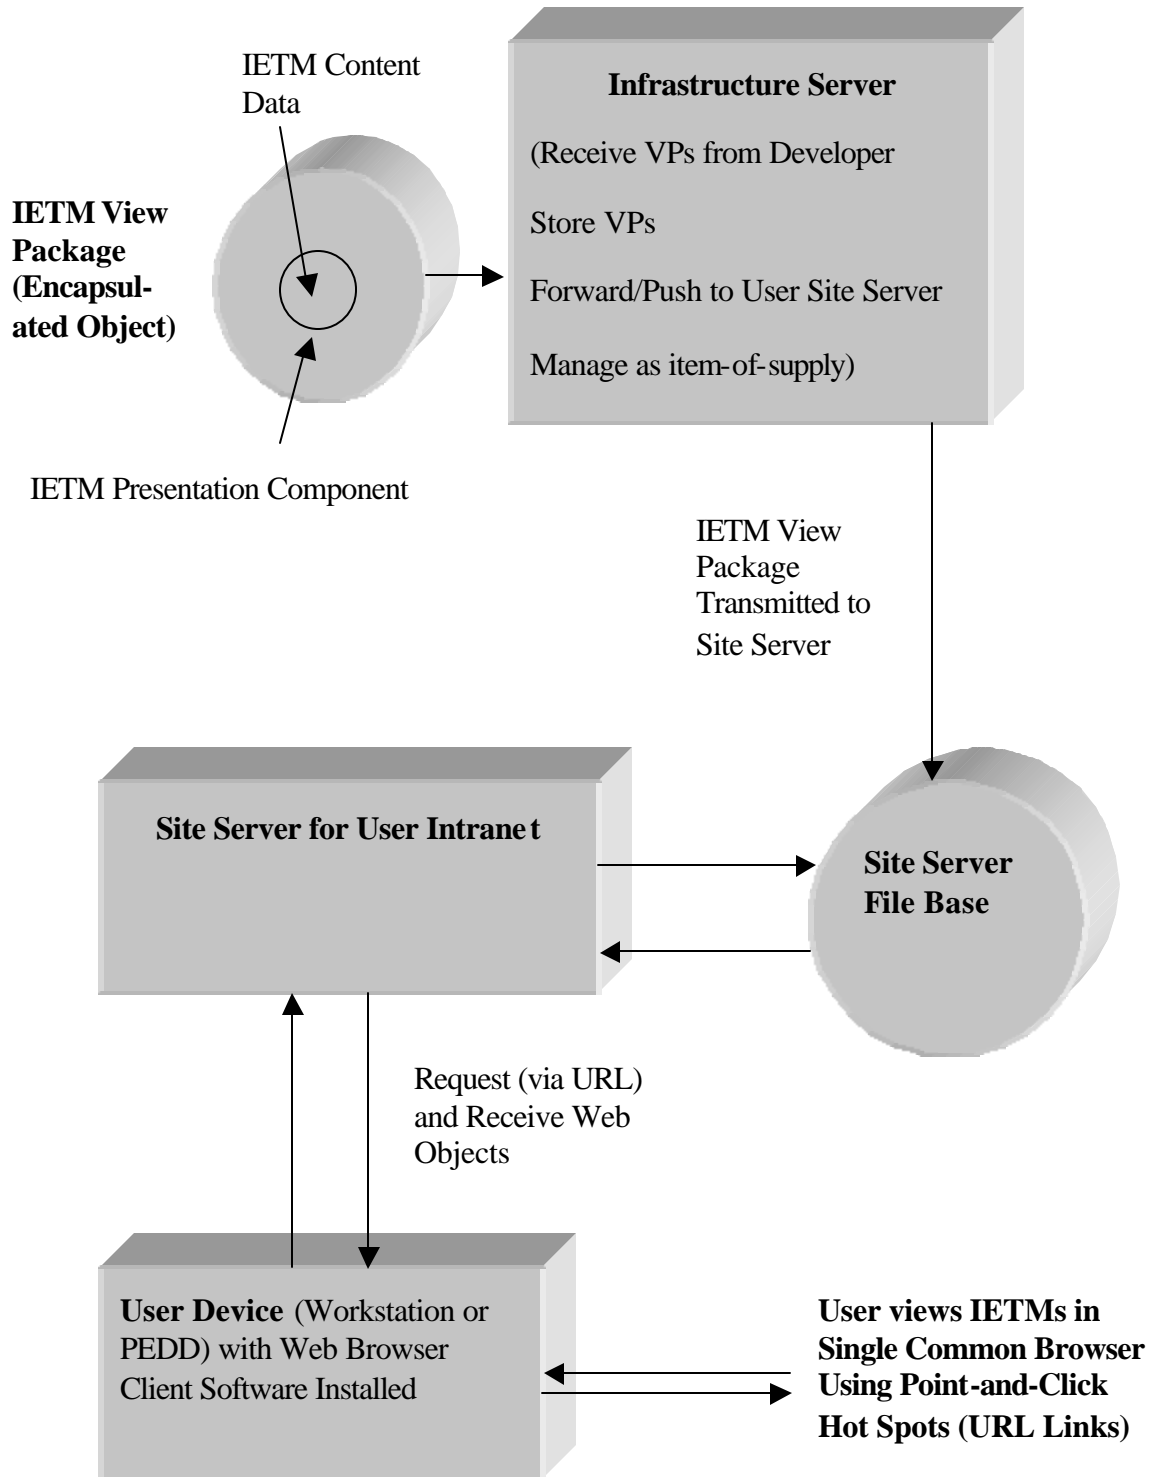 IETM Content
Data
IETM View
Package
(Encapsul-
ated Object)
IETM Presentation Component
Infrastructure Server
(Receive VPs from Developer
Store VPs
Forward/Push to User Site Server
Manage as item-of-supply)
IETM View
Package
Transmitted to
Site Server
Site Server for User Intranet
Site Server
File Base
Request (via URL)
and Receive Web
Objects
User Device (Workstation or
PEDD) with Web Browser
Client Software Installed
User views IETMs in
Single Common Browser
Using Point-and-Click
Hot Spots (URL Links)